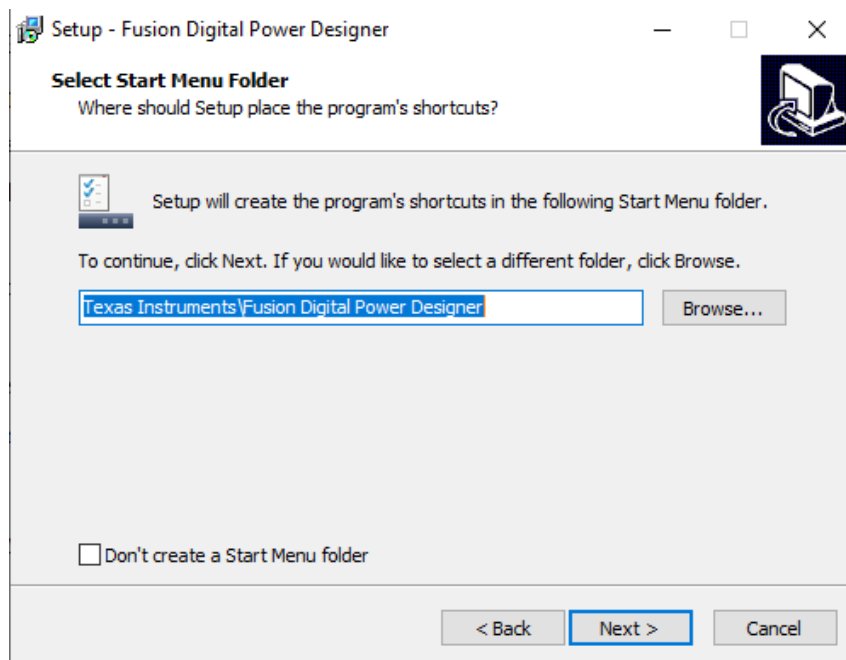 Setup - Fusion Digital Power Designer
Select Start Menu Folder
Where should Setup place the program's shortcuts?
Setup will create the program's shortcuts in the following Start Menu folder.
To continue, click Next. If you would like to select a different folder, click Browse.
Texas Instruments\Fusion Digital Power Designer
Browse...
Don't create a Start Menu folder
< Back
Next >
Cancel